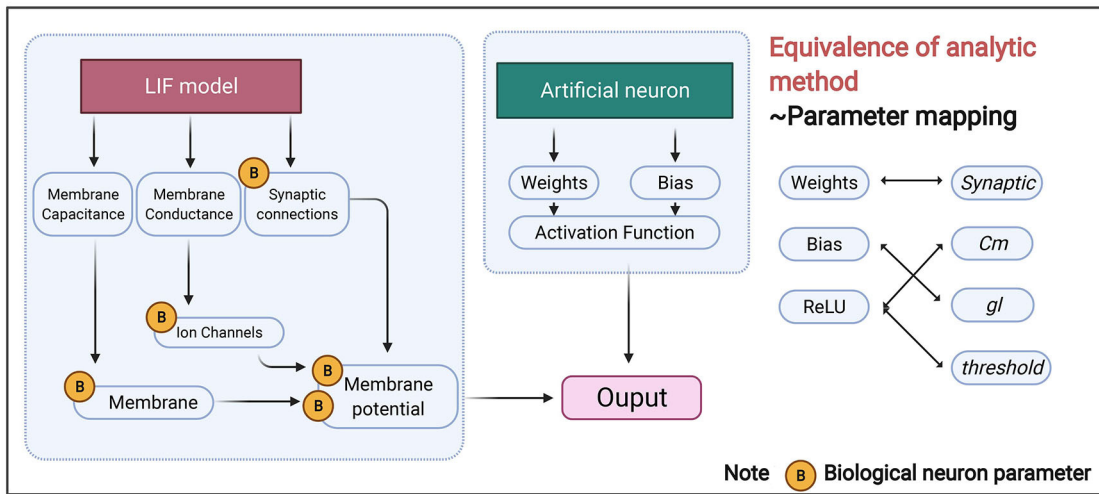 LIF model
Membrane
Capacitance
Membrane
Conductance
B
Synaptic
connections
B
Ion Channels
B
Membrane
B
B
Membrane
potential
Artificial neuron
Weights
Bias
Activation Function
Ouput
Equivalence of analytic
method
~Parameter mapping
Weights
Synaptic
Bias
Cm
ReLU
gl
threshold
Note B Biological neuron parameter